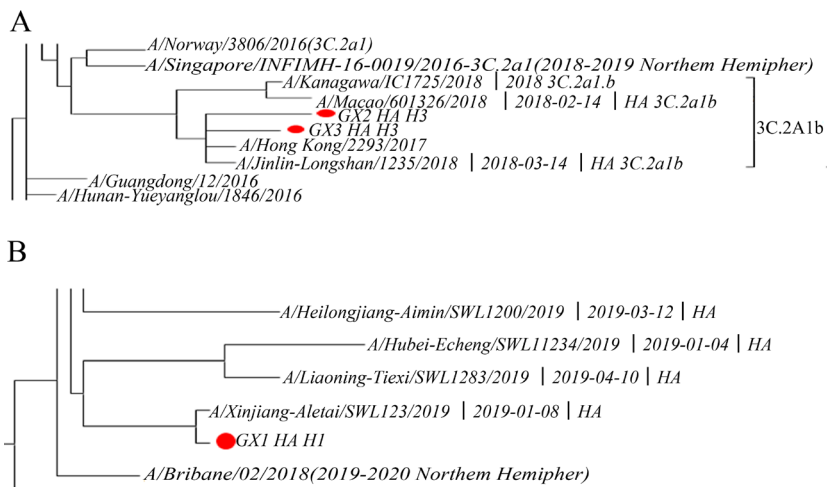 A
A/Norway/3806/2016(3C.2a1)
A/Singapore/INFIMH-16-0019/2016-3C.2a1(2018-2019 Northem Hemipher)
A/Kanagawa/IC1725/2018 | 2018 3C.2a1.b
A/Macao/601326/2018 | 2018-02-14 | HA 3C.2a1b
GX2 HA H3
GX3 HA H3
3C.2A1b
A/Hong Kong/2293/2017
A/Jinlin-Longshan/1235/2018 | 2018-03-14 | HA 3C.2a1b
A/Guangdong/12/2016
A/Hunan-Yueyanglou/1846/2016
B
A/Heilongjiang-Aimin/SWL1200/2019 | 2019-03-12 | HA
A/Hubei-Echeng/SWL11234/2019 | 2019-01-04 | HA
A/Liaoning-Tiexi/SWL1283/2019 | 2019-04-10 | HA
A/Xinjiang-Aletai/SWL123/2019 | 2019-01-08 | HA
GX1 HA H1
A/Bribane/02/2018(2019-2020 Northem Hemipher)